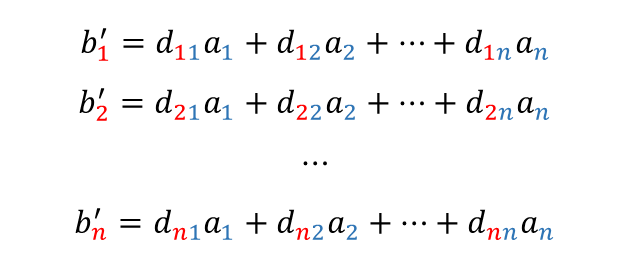 b′₁ = d₁₁a₁ + d₁₂a₂ + ⋯ + d₁ₙaₙ
b′₂ = d₂₁a₁ + d₂₂a₂ + ⋯ + d₂ₙaₙ
⋯
b′ₙ = dₙ₁a₁ + dₙ₂a₂ + ⋯ + dₙₙaₙ